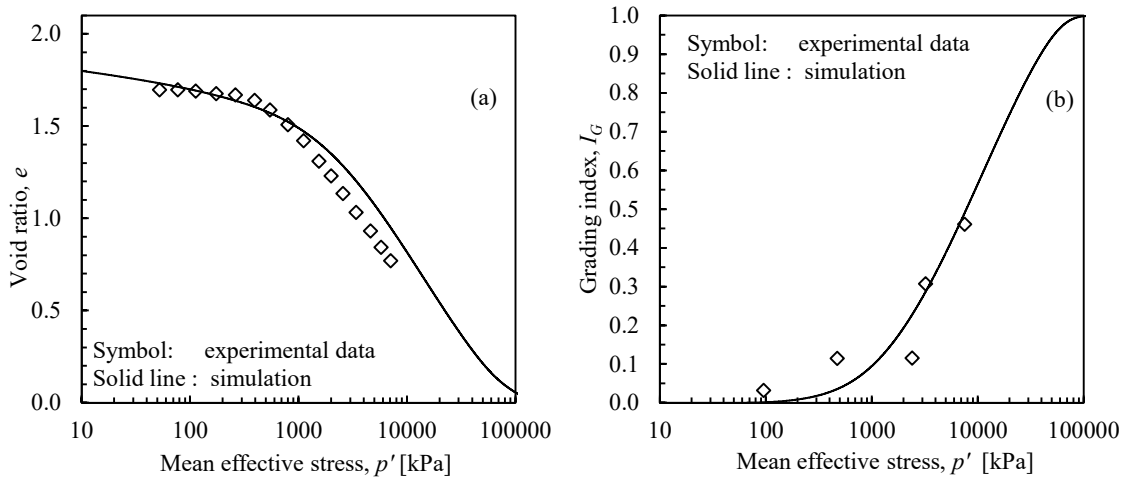 2.0
1.5
1.0
0.5
0.0
Void ratio, e
(a)
Symbol: experimental data
Solid line : simulation
10 100 1000 10000 100000
Mean effective stress, p′ [kPa]
1.0
0.9
0.8
0.7
0.6
0.5
0.4
0.3
0.2
0.1
0.0
Grading index, I_G
Symbol: experimental data
Solid line : simulation
(b)
10 100 1000 10000 100000
Mean effective stress, p′ [kPa]